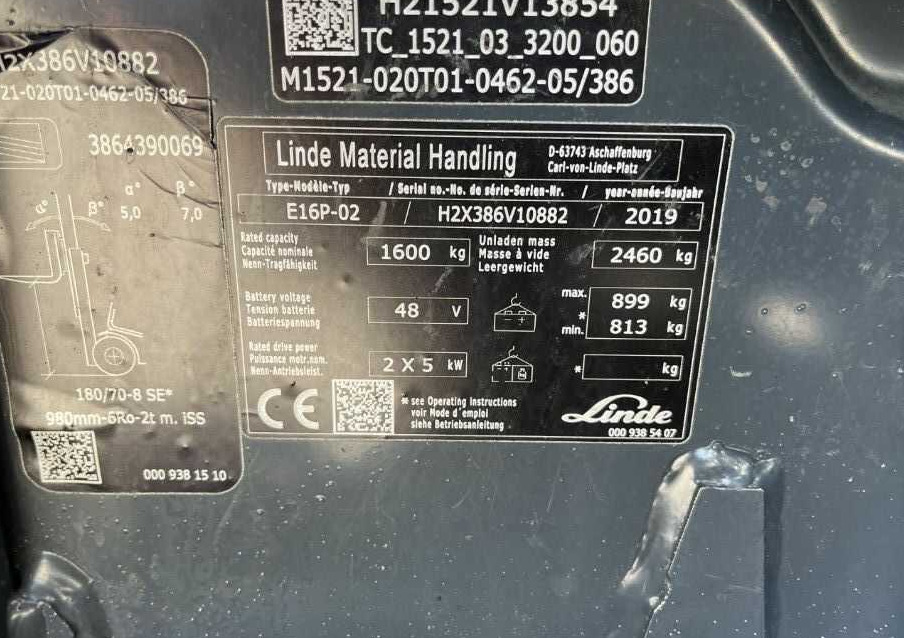 H21521V13854
TC_1521_03_3200_060
M1521-020T01-0462-05/386
H2X386V10882
21-020T01-0462-05/386
3864390069
α° β°
α° β° 5,0 7,0
180/70-8 SE*
980mm-6Ro-2t m. iSS
000 938 15 10
Linde Material Handling
D-63743 Aschaffenburg
Carl-von-Linde-Platz
Type-Modèle-Typ / Serial no.-No. de série-Serien-Nr. / year-année-Baujahr
E16P-02 / H2X386V10882 / 2019
Rated capacity
Capacité nominale
Nenn-Tragfähigkeit
1600 kg
Unladen mass
Masse à vide
Leergewicht
2460 kg
Battery voltage
Tension batterie
Batteriespannung
48 V
max. 899 kg
*
min. 813 kg
Rated drive power
Puissance motr.nom.
Nenn-Antriebsleist.
2 X 5 kW
* kg
CE
* see Operating Instructions
voir Mode d'emploi
siehe Betriebsanleitung
Linde
000 938 54 07